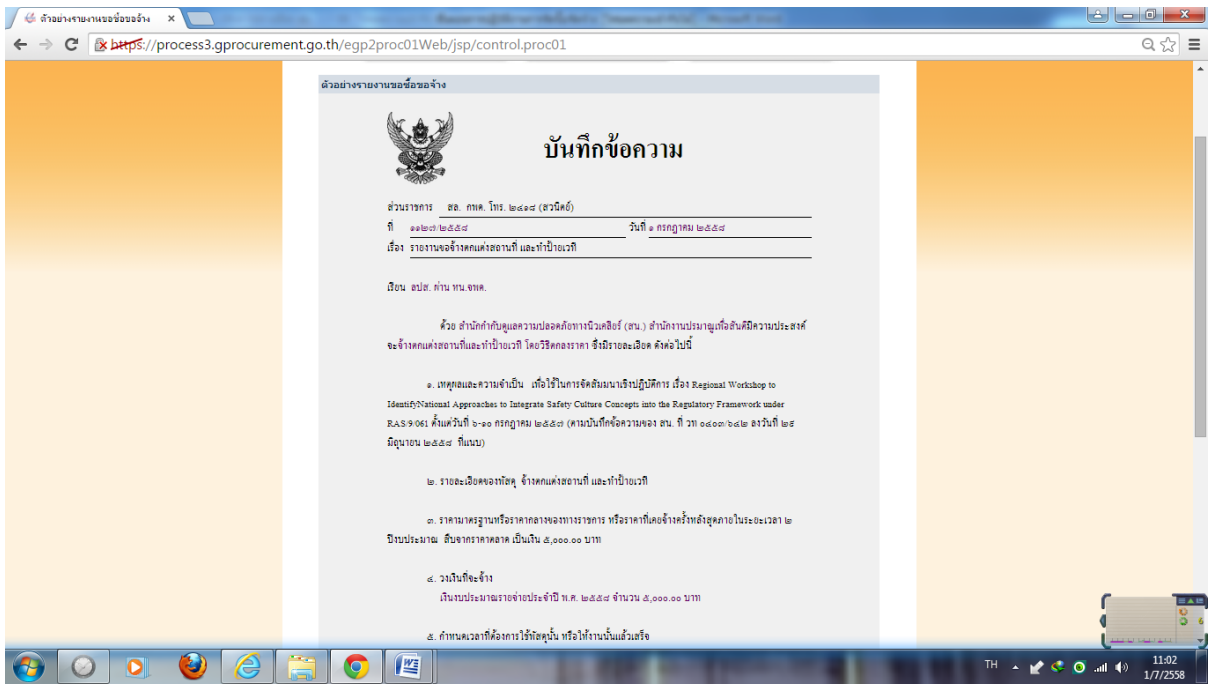 ตัวอย่างรายงานขอซื้อขอจ้าง
https://process3.gprocurement.go.th/egp2proc01Web/jsp/control.proc01
ตัวอย่างรายงานขอซื้อขอจ้าง
บันทึกข้อความ
ส่วนราชการ สล. กพค. โทร. ๒๔๑๘ (สวนิตย์)
ที่ ๑๑๒๗/๒๕๕๘ วันที่ ๑ กรกฎาคม ๒๕๕๘
เรื่อง รายงานขอจ้างตกแต่งสถานที่ และทำป้ายเวที
เรียน ลปส. ผ่าน หน.จพด.
ด้วย สำนักกำกับดูแลความปลอดภัยทางนิวเคลียร์ (สน.) สำนักงานปรมาณูเพื่อสันติมีความประสงค์
จะจ้างตกแต่งสถานที่และทำป้ายเวที โดยวิธีตกลงราคา ซึ่งมีรายละเอียด ดังต่อไปนี้
๑. เหตุผลและความจำเป็น เพื่อใช้ในการจัดสัมมนาเชิงปฏิบัติการ เรื่อง Regional Workshop to
IdentifyNational Approaches to Integrate Safety Culture Concepts into the Regulatory Framework under
RAS/9/061 ตั้งแต่วันที่ ๖-๑๐ กรกฎาคม ๒๕๕๘ (ตามบันทึกข้อความของ สน. ที่ วท ๐๔๐๓/๖๔๒ ลงวันที่ ๒๕
มิถุนายน ๒๕๕๘ ที่แนบ)
๒. รายละเอียดของพัสดุ จ้างตกแต่งสถานที่ และทำป้ายเวที
๓. ราคามาตรฐานหรือราคากลางของทางราชการ หรือราคาที่เคยจ้างครั้งหลังสุดภายในระยะเวลา ๒
ปีงบประมาณ สืบจากราคาตลาด เป็นเงิน ๕,๐๐๐.๐๐ บาท
๔. วงเงินที่จะจ้าง
เงินงบประมาณรายจ่ายประจำปี พ.ศ. ๒๕๕๘ จำนวน ๕,๐๐๐.๐๐ บาท
๕. กำหนดเวลาที่ต้องการใช้พัสดุนั้น หรือให้งานนั้นแล้วเสร็จ
TH
11:02
1/7/2558